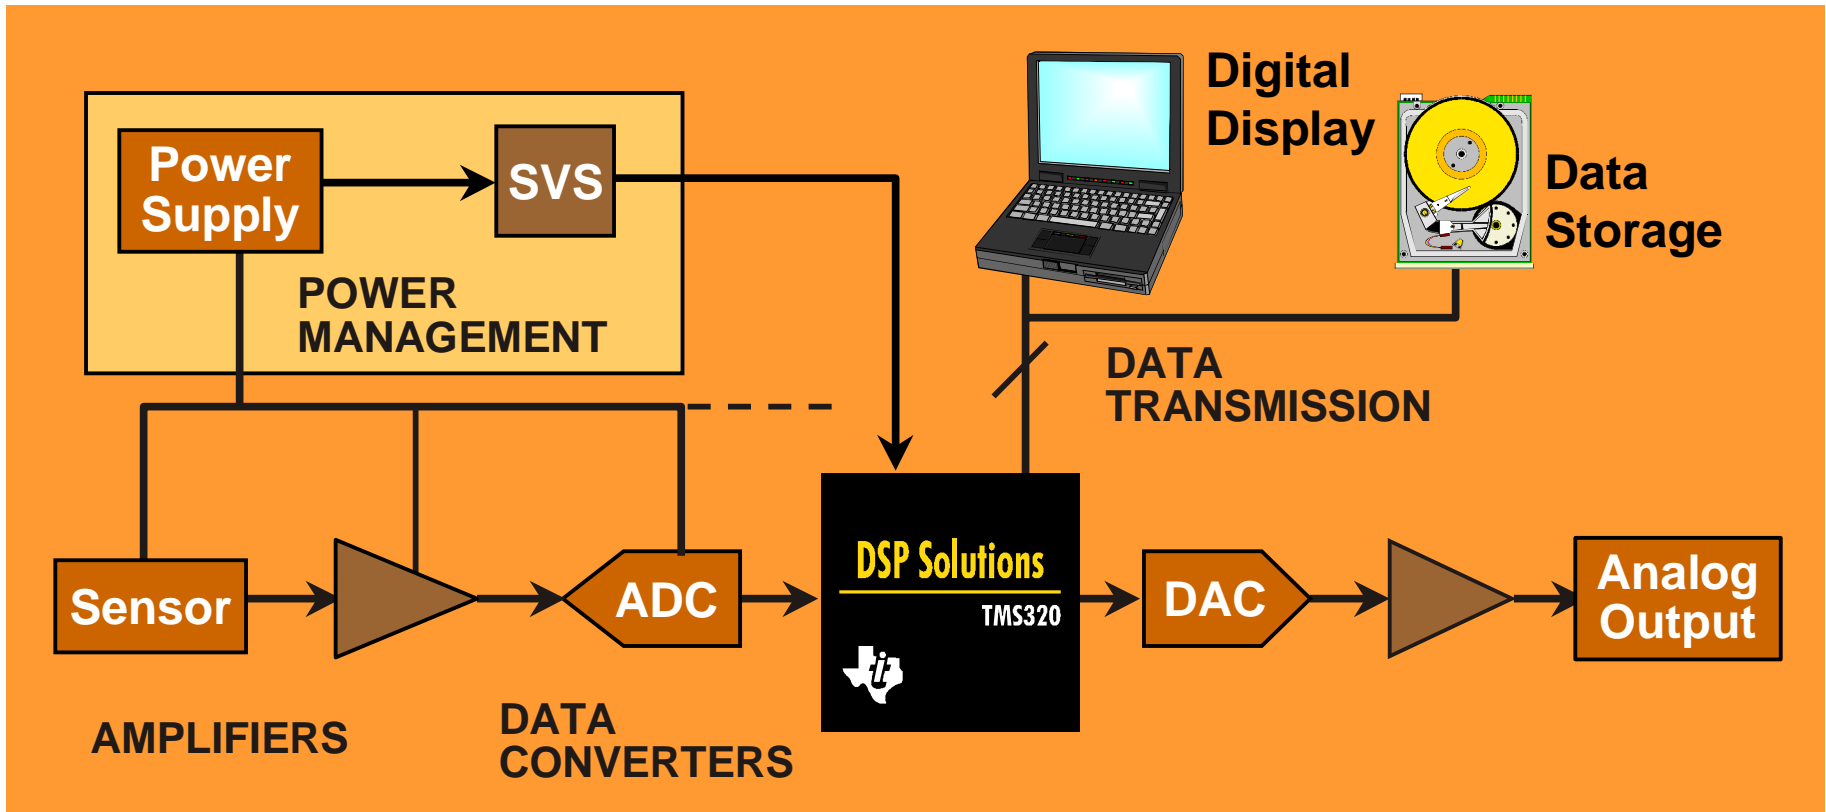 Digital
Display
Data
Storage
Power
Supply
SVS
POWER
MANAGEMENT
DATA
TRANSMISSION
Sensor
ADC
DSP Solutions
TMS320
DAC
Analog
Output
AMPLIFIERS
DATA
CONVERTERS